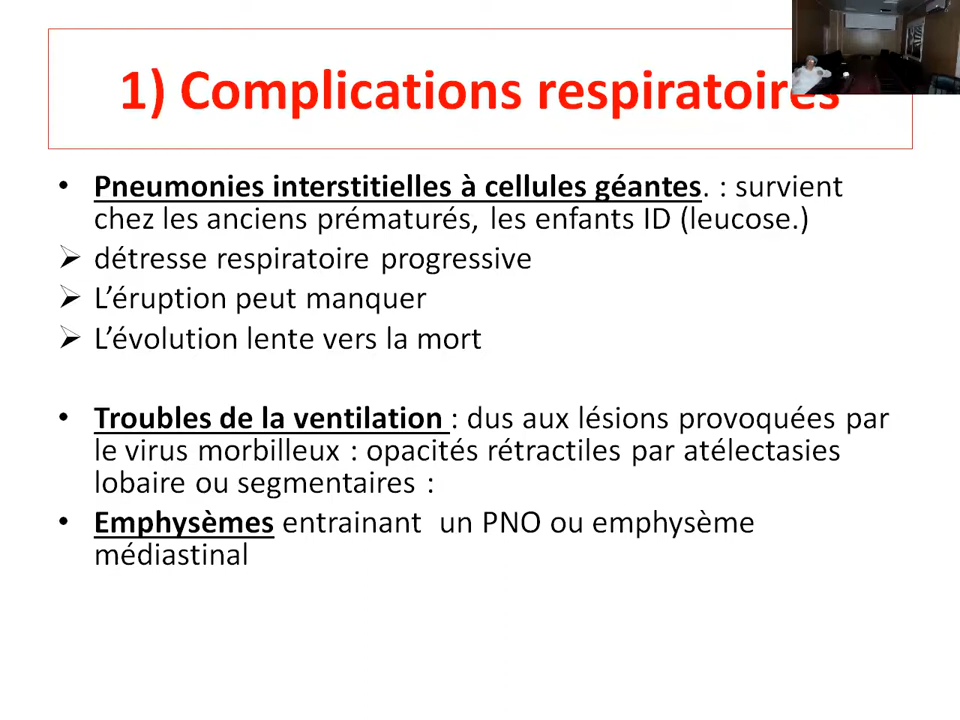 1) Complications respiratoires
• Pneumonies interstitielles à cellules géantes. : survient
chez les anciens prématurés, les enfants ID (leucose.)
➢ détresse respiratoire progressive
➢ L’éruption peut manquer
➢ L’évolution lente vers la mort
• Troubles de la ventilation : dus aux lésions provoquées par
le virus morbilleux : opacités rétractiles par atélectasies
lobaire ou segmentaires :
• Emphysèmes entrainant un PNO ou emphysème
médiastinal